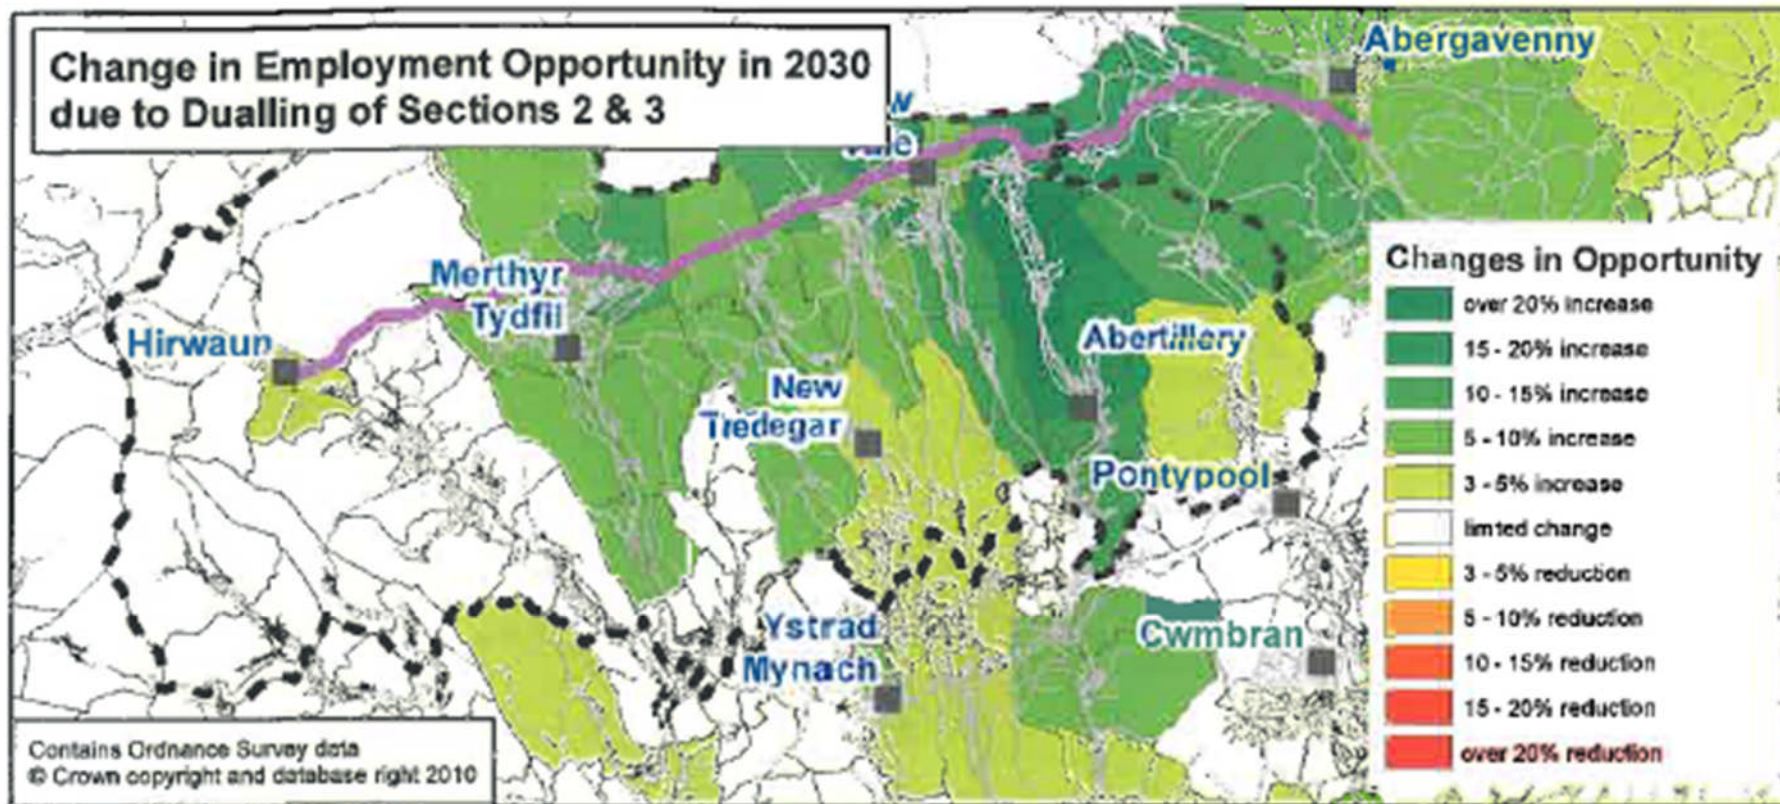 Change in Employment Opportunity in 2030
due to Dualling of Sections 2 & 3
Abergavenny
w
Merthyr
Tydfil
Hirwaun
Abertillery
New
Tredegar
Pontypool
Ystrad
Mynach
Cwmbran
Changes in Opportunity
over 20% increase
15 - 20% increase
10 - 15% increase
5 - 10% increase
3 - 5% increase
limted change
3 - 5% reduction
5 - 10% reduction
10 - 15% reduction
15 - 20% reduction
over 20% reduction
Contains Ordnance Survey data
© Crown copyright and database right 2010